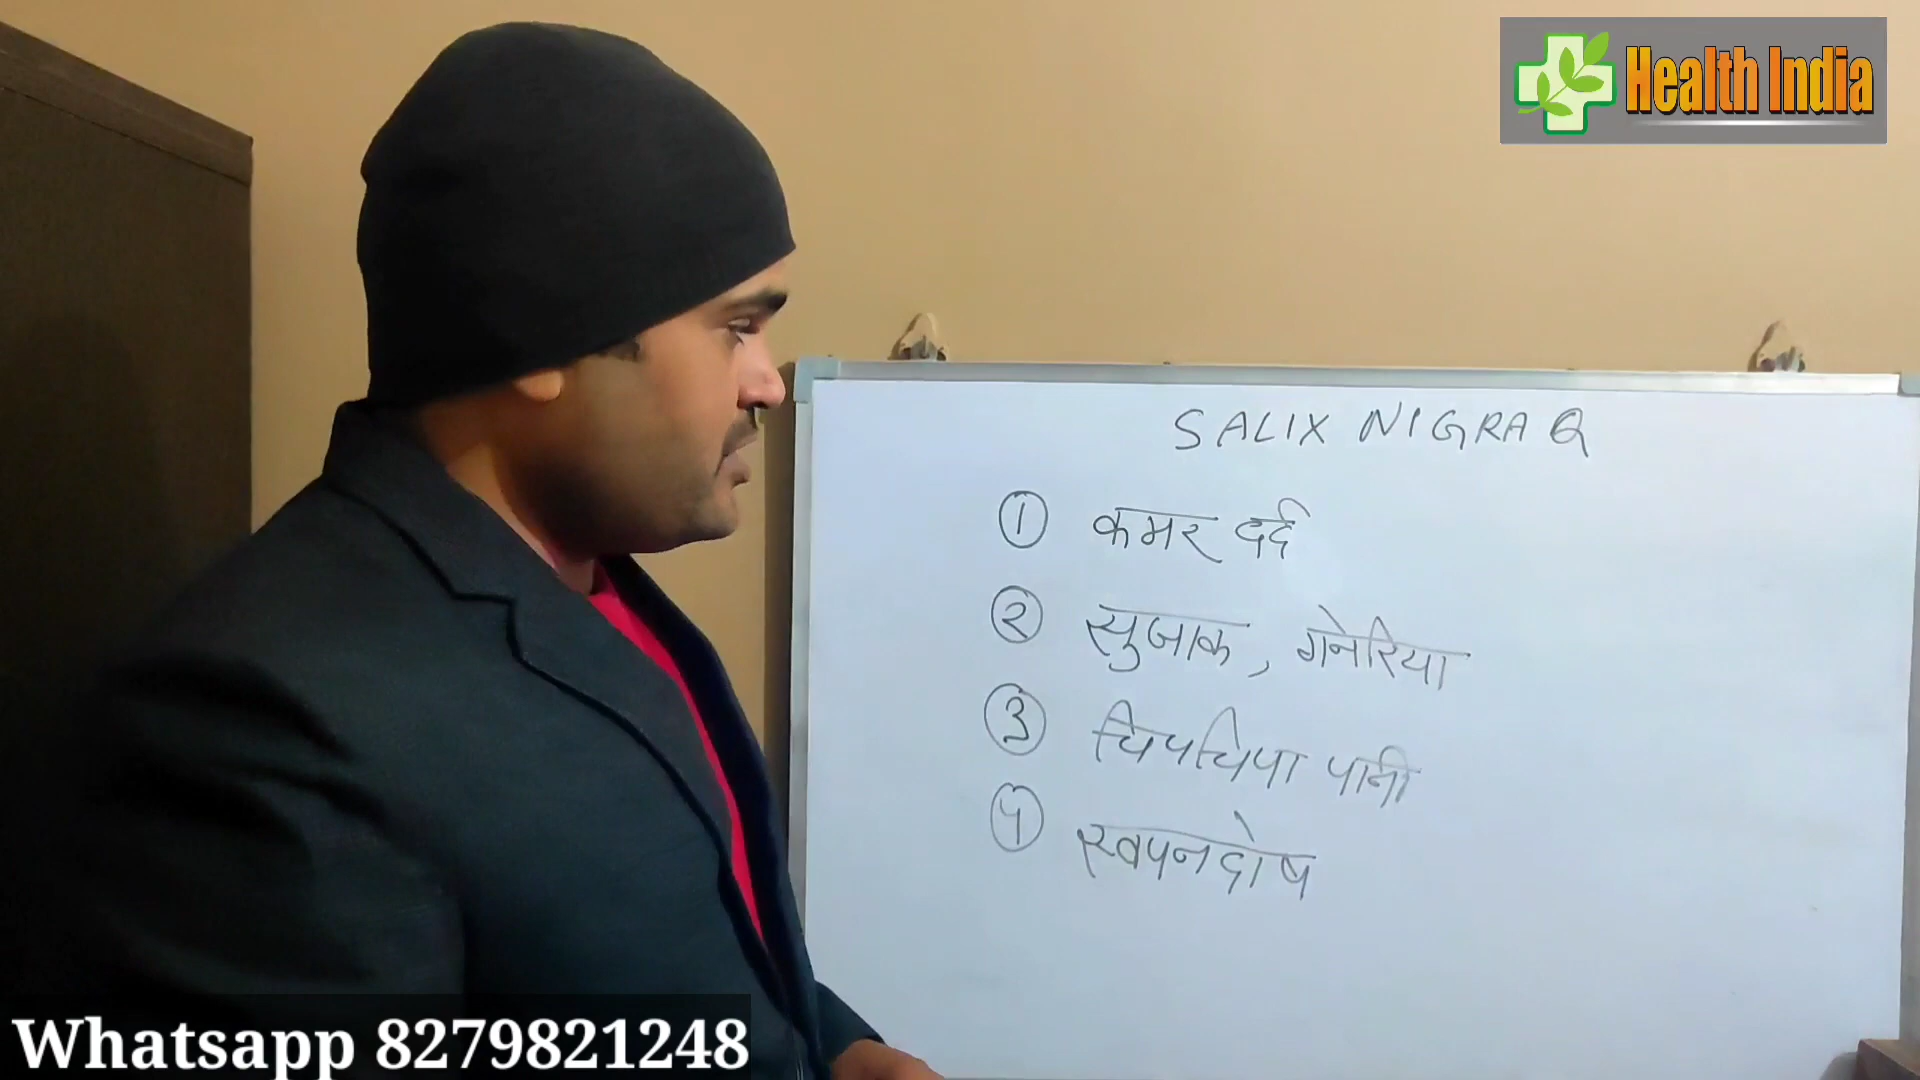 Health India
SALIX NIGRA Q
① कमर दर्द
② सुजाक, गनेरिया
③ चिपचिपा पानी
④ स्वपनदोष
Whatsapp 8279821248